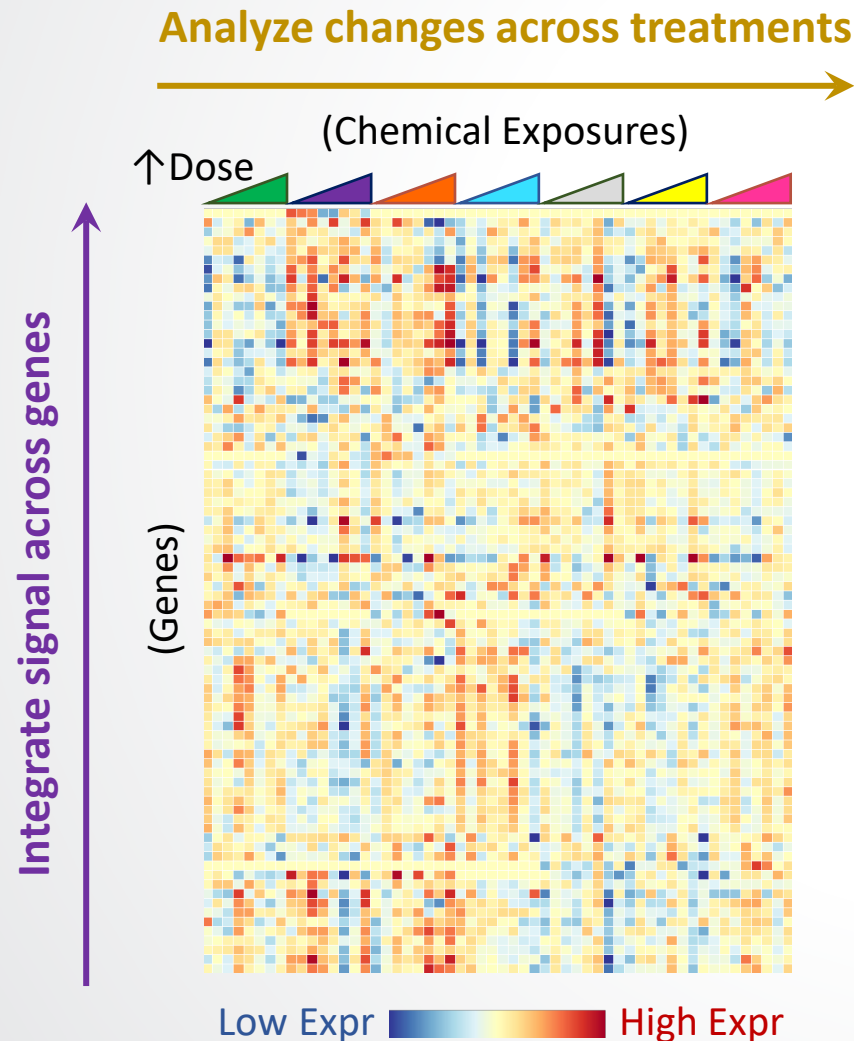 Analyze changes across treatments
(Chemical Exposures)
↑Dose
Integrate signal across genes
(Genes)
Low Expr
High Expr